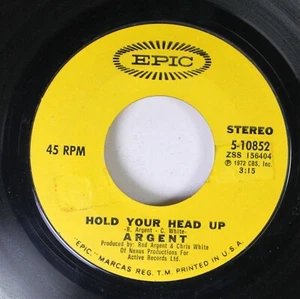 EPIC
STEREO
45 RPM
5-10852
ZSS 156404
℗ 1972 CBS, Inc.
3:15
HOLD YOUR HEAD UP
-R. Argent - C. White-
ARGENT
Produced by: Rod Argent & Chris White
Of Nexus Productions For
Active Records Ltd.
EPIC, MARCAS REG. T.M. PRINTED IN U.S.A.